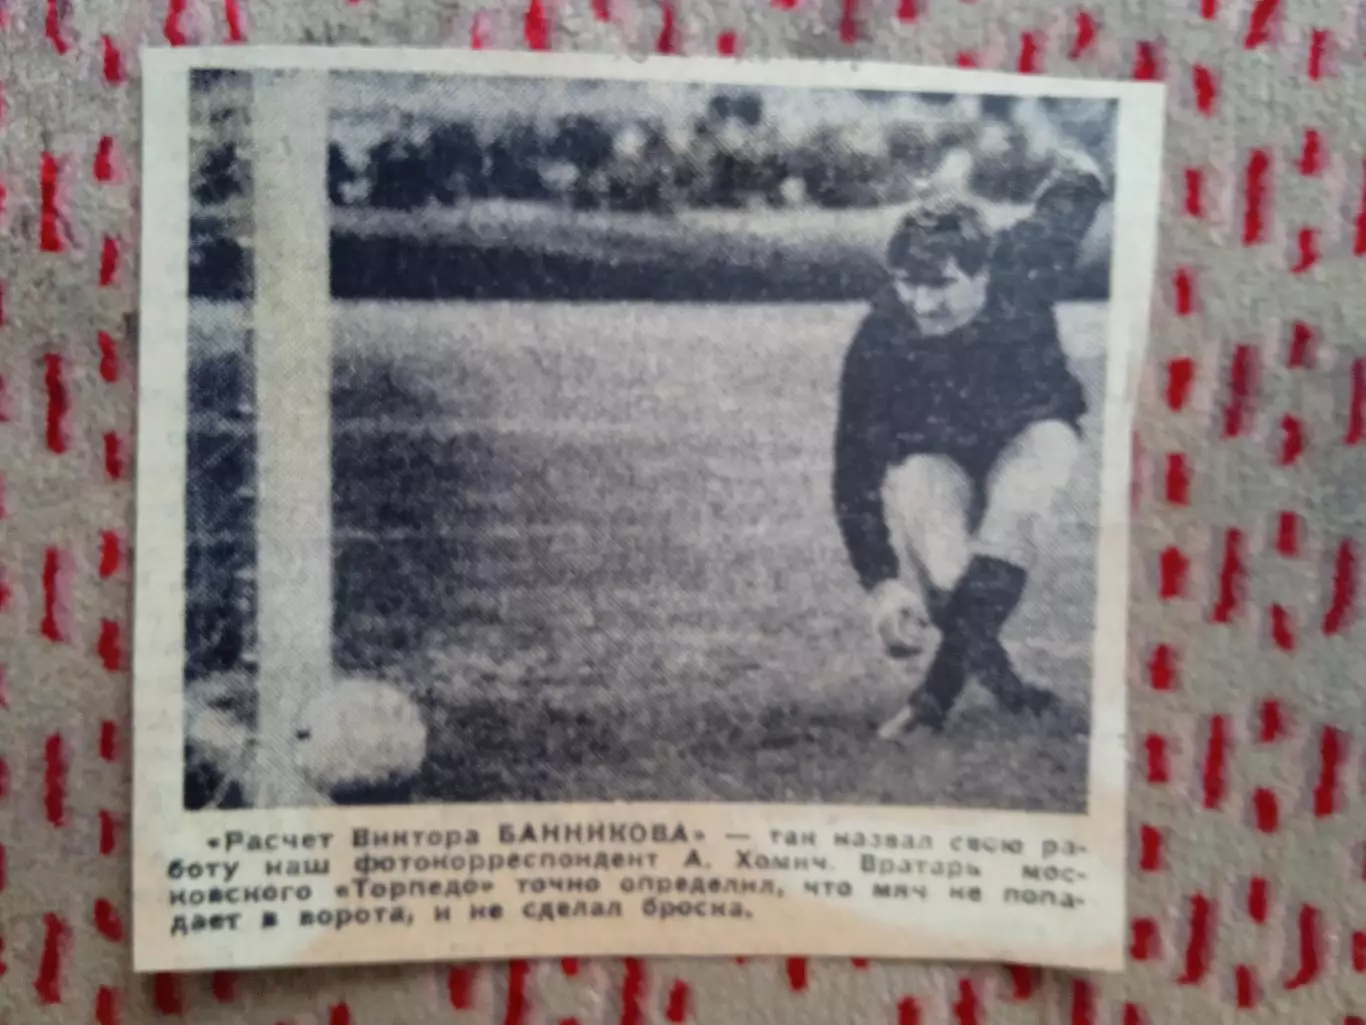 «Расчет Виктора БАННИКОВА» — так назвал свою ра-
боту наш фотокорреспондент А. Хомич. Вратарь мос-
ковского «Торпедо» точно определил, что мяч не попа-
дает в ворота, и не сделал броска.